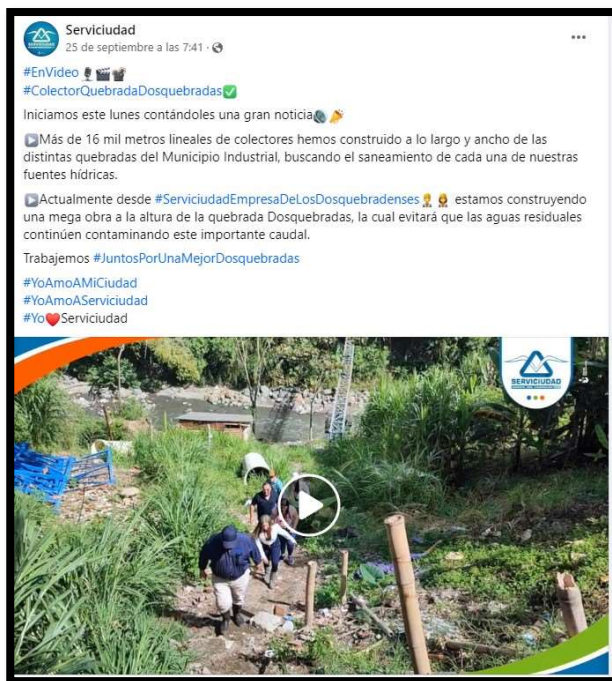 Serviciudad
25 de septiembre a las 7:41 ·
#EnVideo
#ColectorQuebradaDosquebradas
Iniciamos este lunes contándoles una gran noticia
Más de 16 mil metros lineales de colectores hemos construido a lo largo y ancho de las
distintas quebradas del Municipio Industrial, buscando el saneamiento de cada una de nuestras
fuentes hídricas.
Actualmente desde #ServiciudadEmpresaDeLosDosquebradenses estamos construyendo
una mega obra a la altura de la quebrada Dosquebradas, la cual evitará que las aguas residuales
continúen contaminando este importante caudal.
Trabajemos #JuntosPorUnaMejorDosquebradas
#YoAmoAMiCiudad
#YoAmoAServiciudad
#Yo❤️Serviciudad
SERVICIUDAD